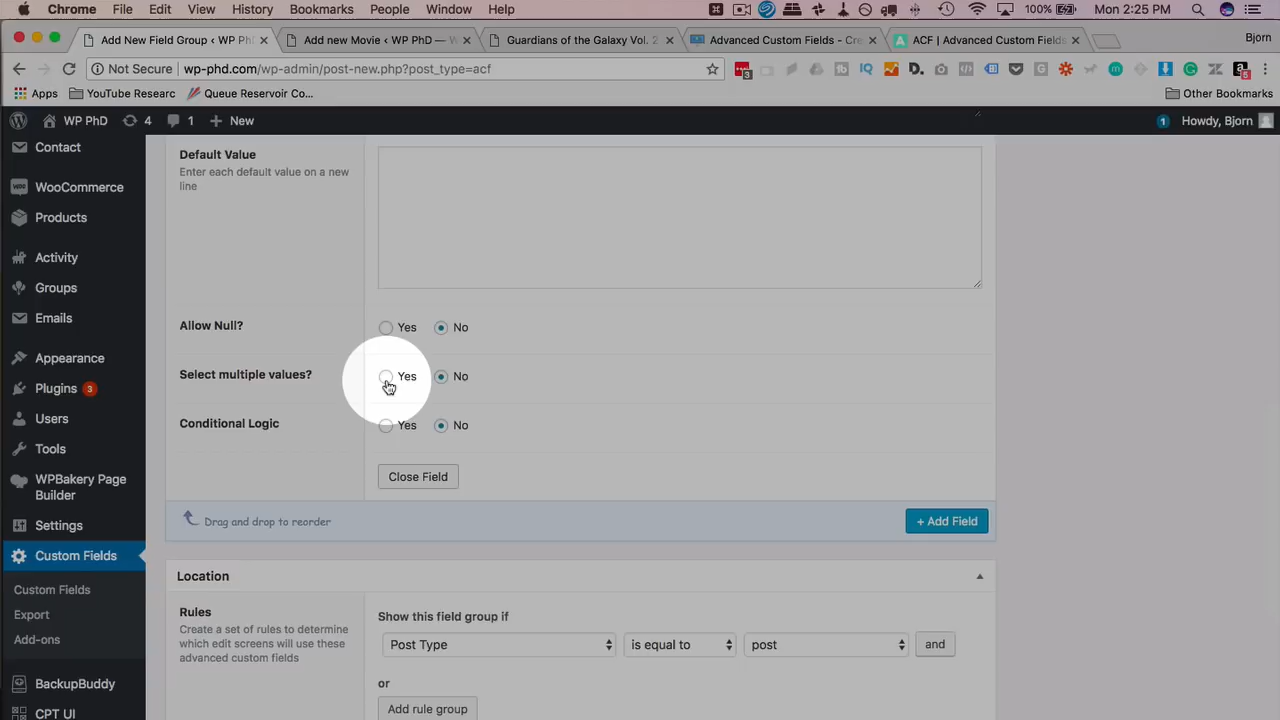 Chrome File Edit View History Bookmarks People Window Help 100% Mon 2:25 PM
Add New Field Group ‹ WP Ph
Add new Movie ‹ WP PhD — W
Guardians of the Galaxy Vol. 2
Advanced Custom Fields - Cre
ACF | Advanced Custom Fields
Bjorn
Not Secure wp-phd.com/wp-admin/post-new.php?post_type=acf
Apps YouTube Researc Queue Reservoir Co... Other Bookmarks
WP PhD 4 1 New 1 Howdy, Bjorn
Contact
WooCommerce
Products
Activity
Groups
Emails
Appearance
Plugins 3
Users
Tools
WPBakery Page
Builder
Settings
Custom Fields
Custom Fields
Export
Add-ons
BackupBuddy
CPT UI
Default Value
Enter each default value on a new
line
Allow Null? Yes No
Select multiple values? Yes No
Conditional Logic Yes No
Close Field
Drag and drop to reorder + Add Field
Location
Rules
Create a set of rules to determine
which edit screens will use these
advanced custom fields
Show this field group if
Post Type is equal to post and
or
Add rule group